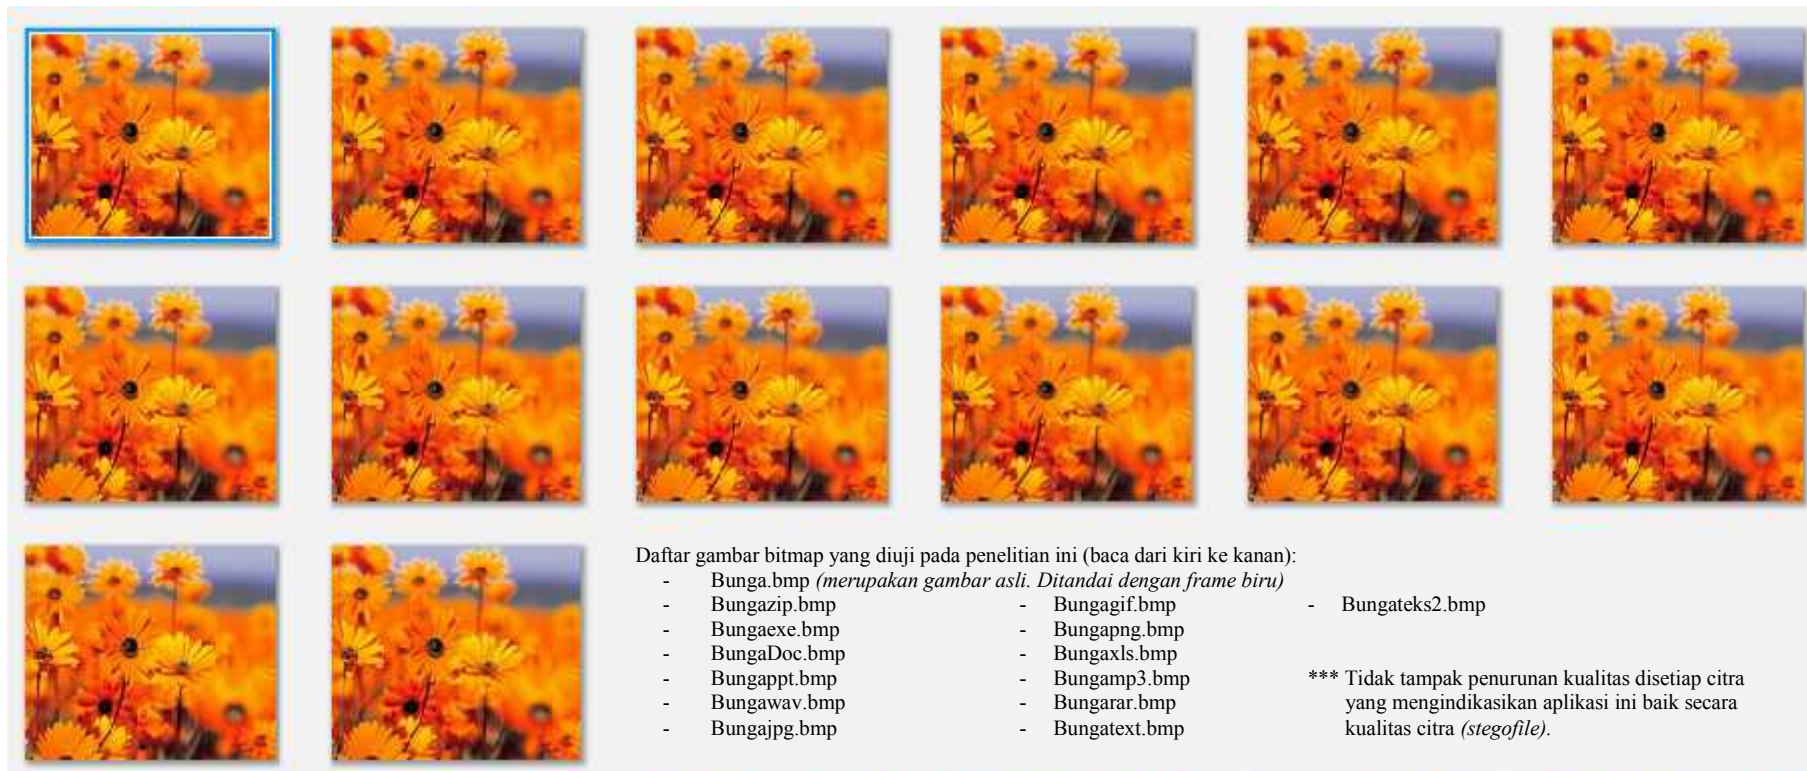 Daftar gambar bitmap yang diuji pada penelitian ini (baca dari kiri ke kanan):
- Bunga.bmp (merupakan gambar asli. Ditandai dengan frame biru)
- Bungazip.bmp
- Bungaexe.bmp
- BungaDoc.bmp
- Bungappt.bmp
- Bungawav.bmp
- Bungajpg.bmp
- Bungagif.bmp
- Bungapng.bmp
- Bungaxls.bmp
- Bungamp3.bmp
- Bungarar.bmp
- Bungatext.bmp
- Bungateks2.bmp
*** Tidak tampak penurunan kualitas disetiap citra
yang mengindikasikan aplikasi ini baik secara
kualitas citra (stegofile).